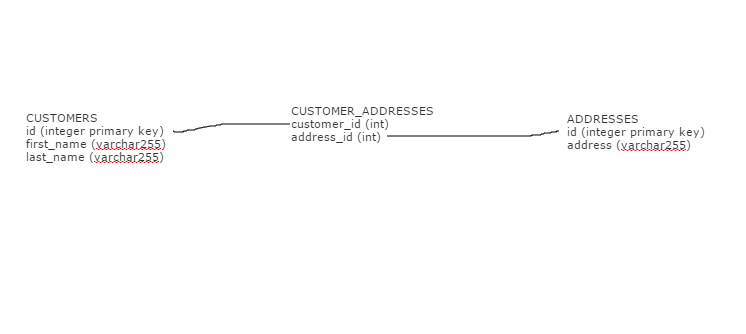 CUSTOMERS
id (integer primary key)
first_name (varchar255)
last_name (varchar255)
CUSTOMER_ADDRESSES
customer_id (int)
address_id (int)
ADDRESSES
id (integer primary key)
address (varchar255)